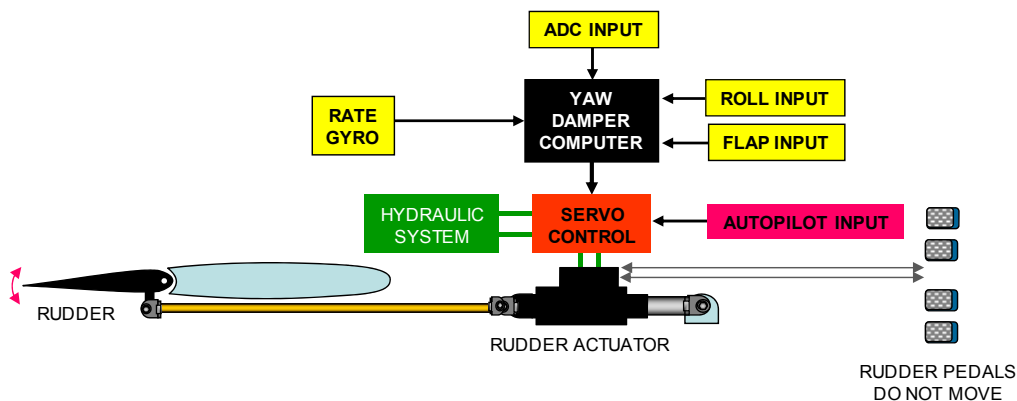 ADC INPUT
YAW
DAMPER
COMPUTER
ROLL INPUT
RATE
GYRO
FLAP INPUT
HYDRAULIC
SYSTEM
SERVO
CONTROL
AUTOPILOT INPUT
RUDDER
RUDDER ACTUATOR
RUDDER PEDALS
DO NOT MOVE